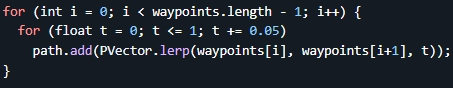 for (int i = 0; i < waypoints.length - 1; i++) {
  for (float t = 0; t <= 1; t += 0.05)
    path.add(PVector.lerp(waypoints[i], waypoints[i+1], t));
}